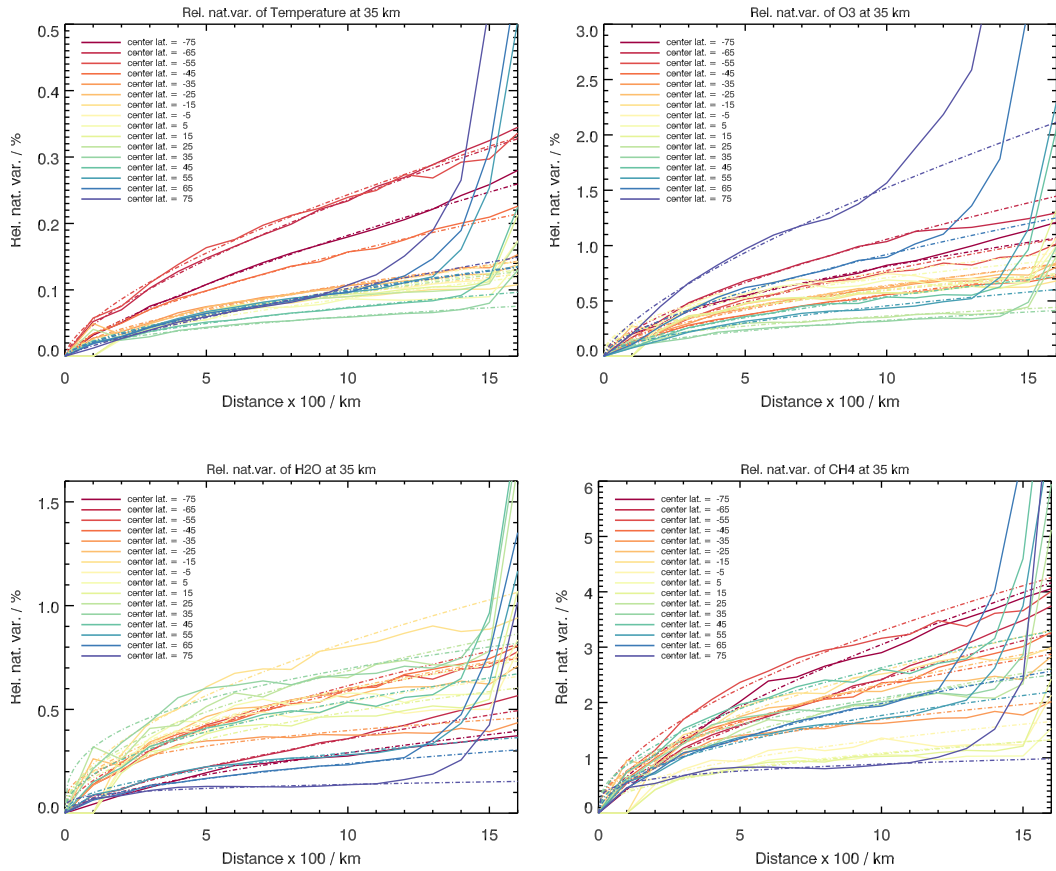 Rel. nat.var. of Temperature at 35 km
0.5
0.4
0.3
0.2
0.1
0.0
Rel. nat. var. / %
center lat. = -75
center lat. = -65
center lat. = -55
center lat. = -45
center lat. = -35
center lat. = -25
center lat. = -15
center lat. = -5
center lat. = 5
center lat. = 15
center lat. = 25
center lat. = 35
center lat. = 45
center lat. = 55
center lat. = 65
center lat. = 75
0 5 10 15
Distance x 100 / km
Rel. nat.var. of O3 at 35 km
3.0
2.5
2.0
1.5
1.0
0.5
0.0
Rel. nat. var. / %
center lat. = -75
center lat. = -65
center lat. = -55
center lat. = -45
center lat. = -35
center lat. = -25
center lat. = -15
center lat. = -5
center lat. = 5
center lat. = 15
center lat. = 25
center lat. = 35
center lat. = 45
center lat. = 55
center lat. = 65
center lat. = 75
0 5 10 15
Distance x 100 / km
Rel. nat.var. of H2O at 35 km
1.5
1.0
0.5
0.0
Rel. nat. var. / %
center lat. = -75
center lat. = -65
center lat. = -55
center lat. = -45
center lat. = -35
center lat. = -25
center lat. = -15
center lat. = -5
center lat. = 5
center lat. = 15
center lat. = 25
center lat. = 35
center lat. = 45
center lat. = 55
center lat. = 65
center lat. = 75
0 5 10 15
Distance x 100 / km
Rel. nat.var. of CH4 at 35 km
6
5
4
3
2
1
0
Rel. nat. var. / %
center lat. = -75
center lat. = -65
center lat. = -55
center lat. = -45
center lat. = -35
center lat. = -25
center lat. = -15
center lat. = -5
center lat. = 5
center lat. = 15
center lat. = 25
center lat. = 35
center lat. = 45
center lat. = 55
center lat. = 65
center lat. = 75
0 5 10 15
Distance x 100 / km